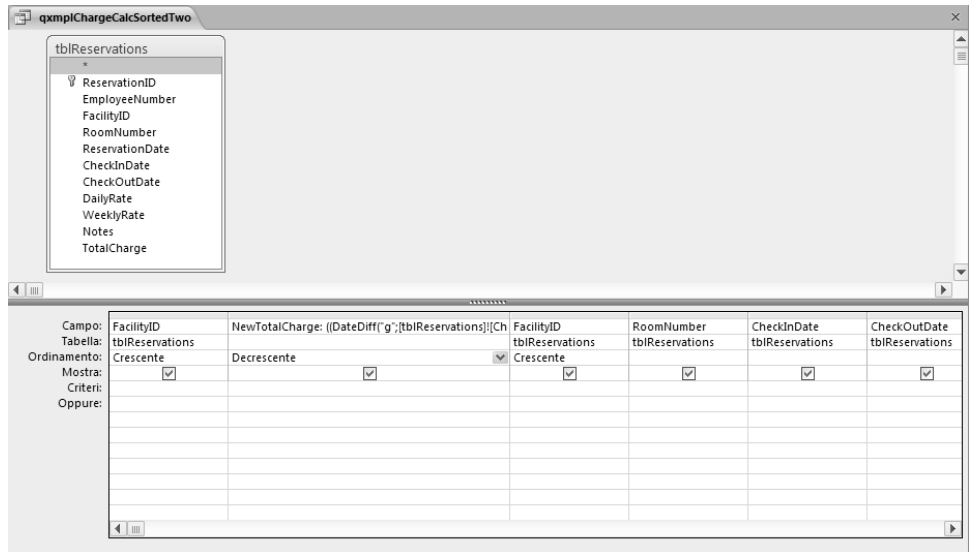 qxmplChargeCalcSortedTwo
tblReservations
*
ReservationID
EmployeeNumber
FacilityID
RoomNumber
ReservationDate
CheckInDate
CheckOutDate
DailyRate
WeeklyRate
Notes
TotalCharge
Campo: FacilityID NewTotalCharge: ((DateDiff("g";[tblReservations]![Ch FacilityID RoomNumber CheckInDate CheckOutDate
Tabella: tblReservations tblReservations tblReservations tblReservations tblReservations
Ordinamento: Crescente Decrescente Crescente
Mostra:
Criteri:
Oppure: